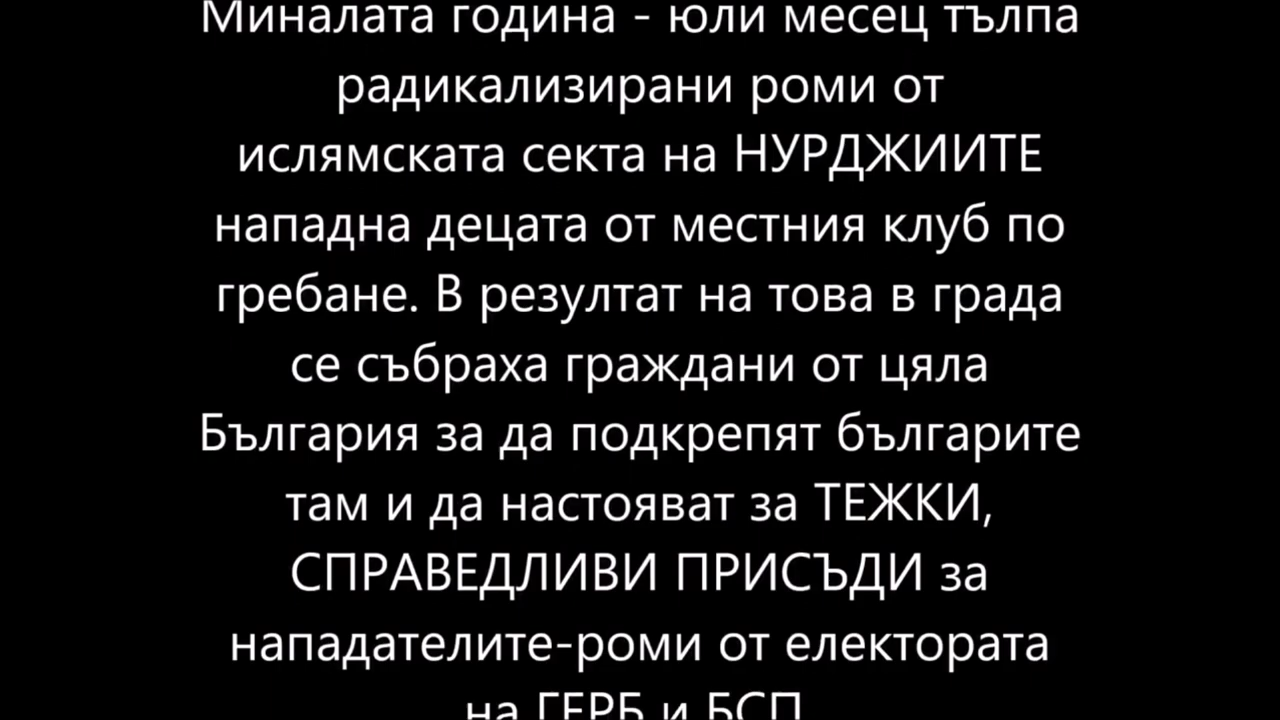 Миналата година - юли месец тълпа
радикализирани роми от
ислямската секта на НУРДЖИИТЕ
нападна децата от местния клуб по
гребане. В резултат на това в града
се събраха граждани от цяла
България за да подкрепят българите
там и да настояват за ТЕЖКИ,
СПРАВЕДЛИВИ ПРИСЪДИ за
нападателите-роми от електората
на ГЕРБ и БСП